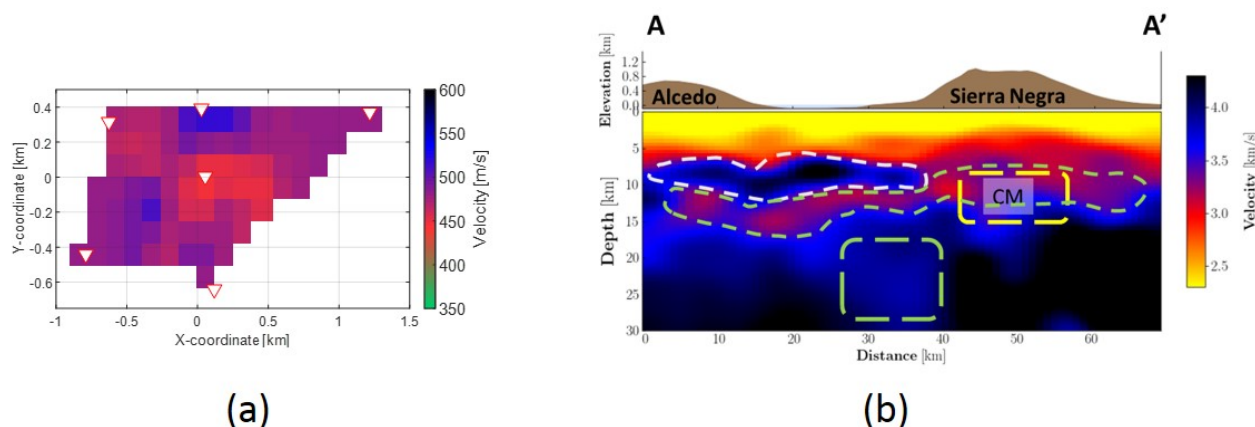 A
A'
Elevation [km]
1.2
0.8
0.4
0.0
Alcedo
Sierra Negra
0.4
0.2
0
-0.2
-0.4
-0.6
Y-coordinate [km]
-1
-0.5
0
0.5
1
1.5
X-coordinate [km]
600
550
500
450
400
350
Velocity [m/s]
0
5
10
15
20
25
30
Depth [km]
CM
0
10
20
30
40
50
60
Distance [km]
4.0
3.5
3.0
2.5
Velocity [km/s]
(a)
(b)